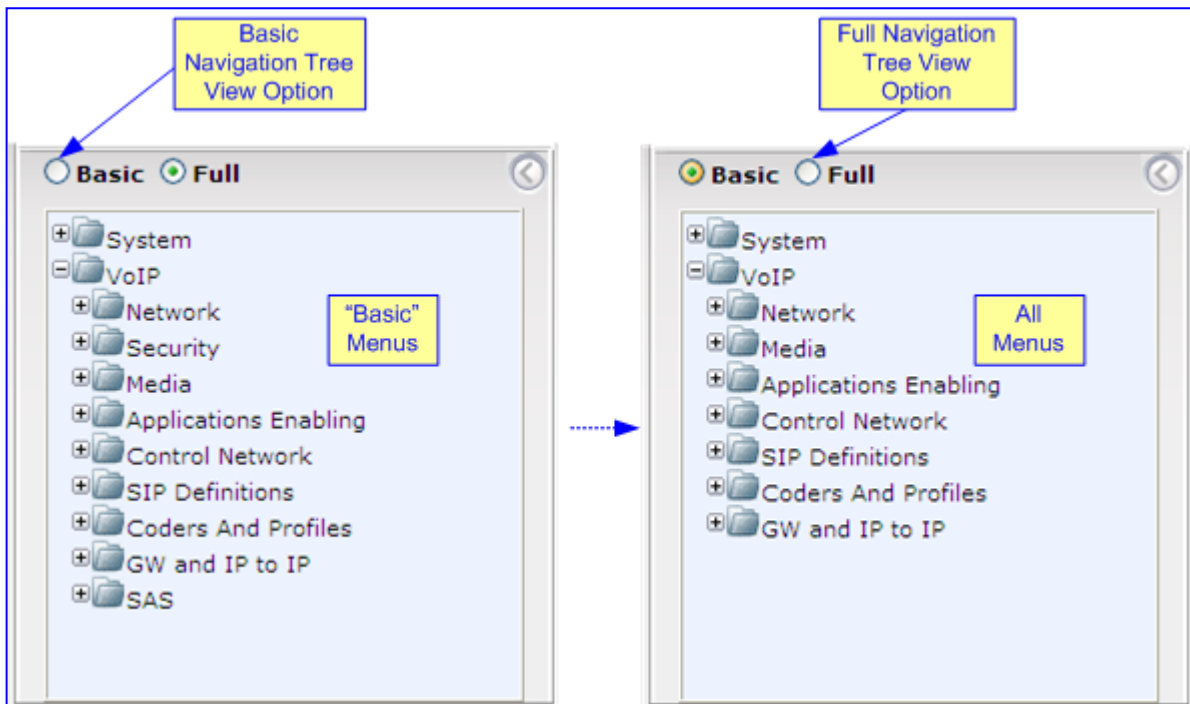 Basic
Navigation Tree
View Option
Full Navigation
Tree View
Option
Basic Full
System
VoIP
Network
Security
Media
Applications Enabling
Control Network
SIP Definitions
Coders And Profiles
GW and IP to IP
SAS
"Basic"
Menus
Basic Full
System
VoIP
Network
Media
Applications Enabling
Control Network
SIP Definitions
Coders And Profiles
GW and IP to IP
All
Menus